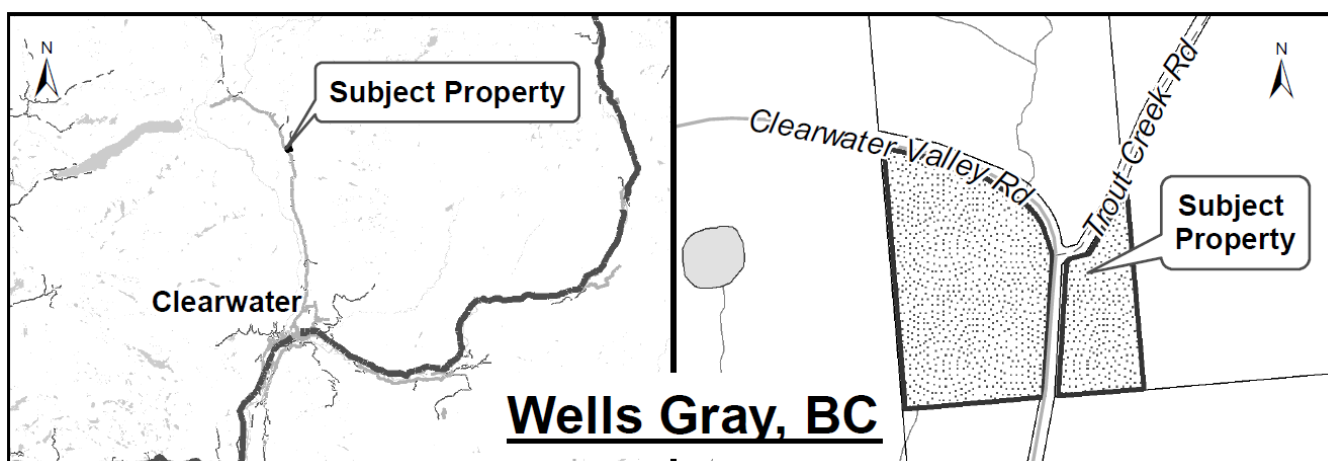 N
Subject Property
Clearwater
N
Clearwater Valley Rd
Trout Creek Rd
Subject
Property
Wells Gray, BC